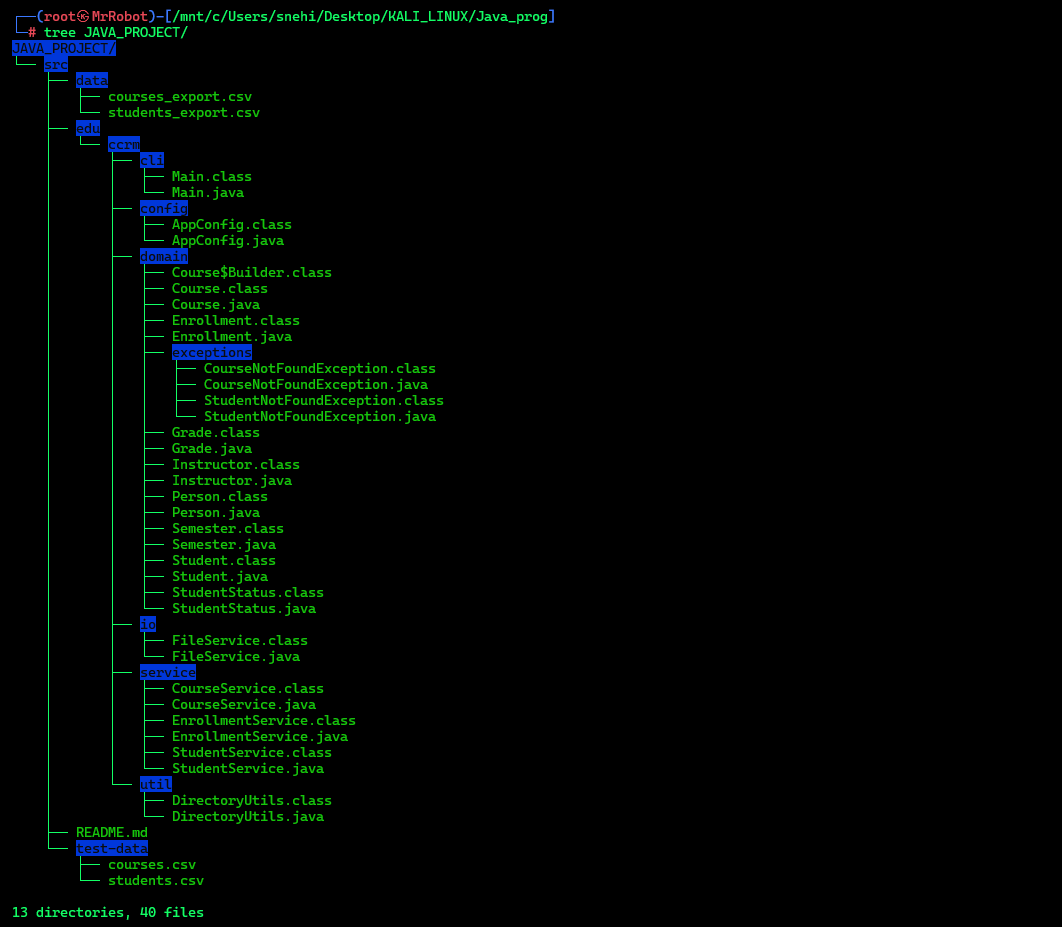 ┌──(root㉿MrRobot)-[/mnt/c/Users/snehi/Desktop/KALI_LINUX/Java_prog]
└─# tree JAVA_PROJECT/
JAVA_PROJECT/
└── src
    ├── data
    │   ├── courses_export.csv
    │   └── students_export.csv
    ├── edu
    │   └── ccrm
    │       ├── cli
    │       │   ├── Main.class
    │       │   └── Main.java
    │       ├── config
    │       │   ├── AppConfig.class
    │       │   └── AppConfig.java
    │       ├── domain
    │       │   ├── Course$Builder.class
    │       │   ├── Course.class
    │       │   ├── Course.java
    │       │   ├── Enrollment.class
    │       │   ├── Enrollment.java
    │       │   ├── exceptions
    │       │   │   ├── CourseNotFoundException.class
    │       │   │   ├── CourseNotFoundException.java
    │       │   │   ├── StudentNotFoundException.class
    │       │   │   └── StudentNotFoundException.java
    │       │   ├── Grade.class
    │       │   ├── Grade.java
    │       │   ├── Instructor.class
    │       │   ├── Instructor.java
    │       │   ├── Person.class
    │       │   ├── Person.java
    │       │   ├── Semester.class
    │       │   ├── Semester.java
    │       │   ├── Student.class
    │       │   ├── Student.java
    │       │   ├── StudentStatus.class
    │       │   └── StudentStatus.java
    │       ├── io
    │       │   ├── FileService.class
    │       │   └── FileService.java
    │       ├── service
    │       │   ├── CourseService.class
    │       │   ├── CourseService.java
    │       │   ├── EnrollmentService.class
    │       │   ├── EnrollmentService.java
    │       │   ├── StudentService.class
    │       │   └── StudentService.java
    │       └── util
    │           ├── DirectoryUtils.class
    │           └── DirectoryUtils.java
    ├── README.md
    └── test-data
        ├── courses.csv
        └── students.csv
13 directories, 40 files